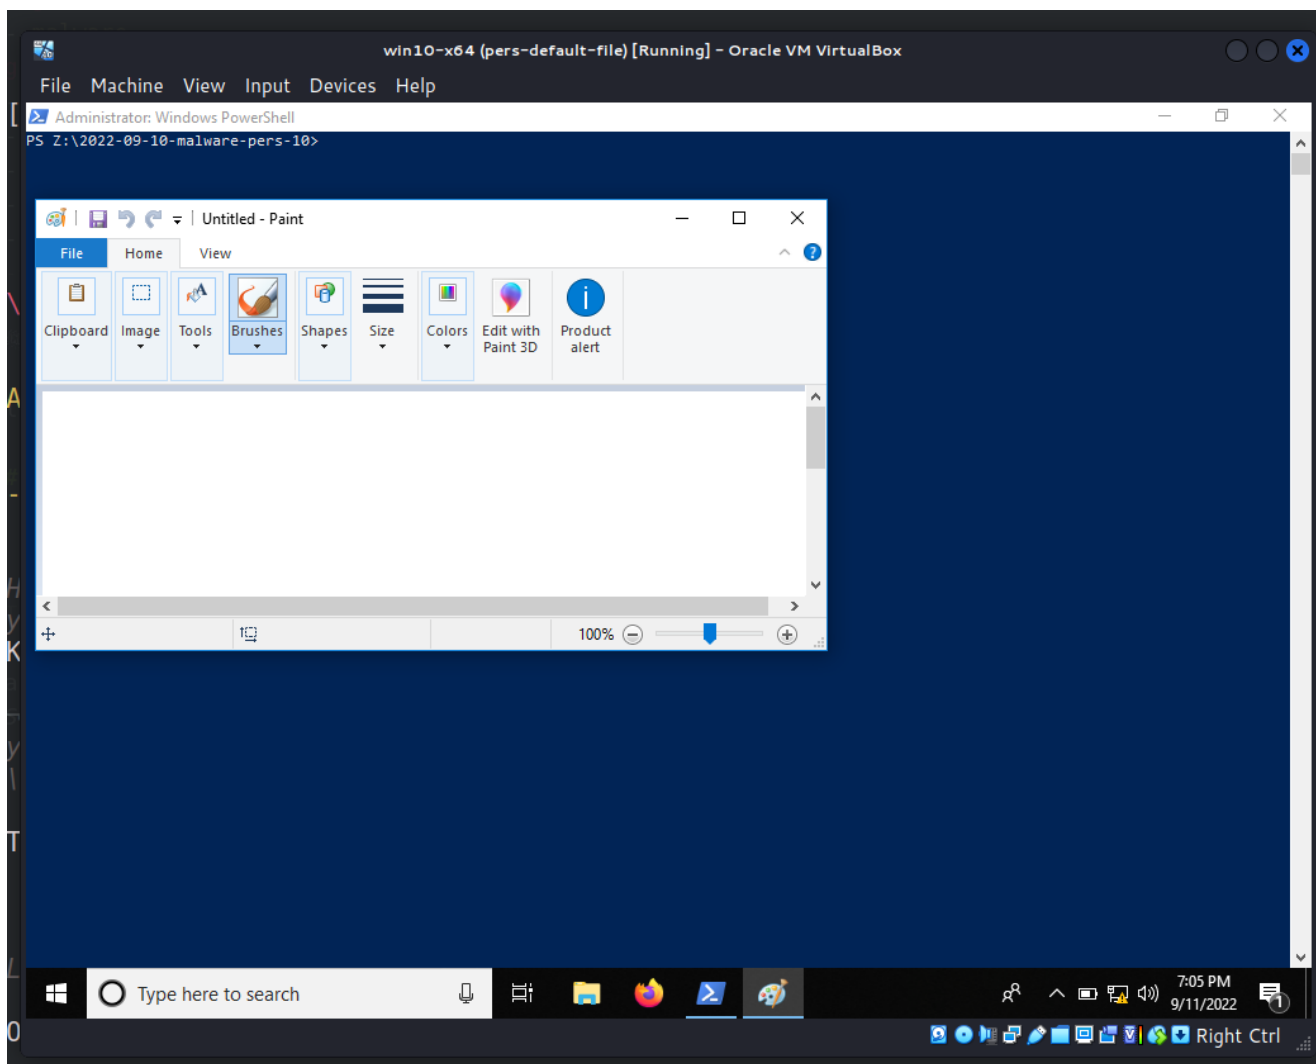 win10-x64 (pers-default-file) [Running] - Oracle VM VirtualBox
File Machine View Input Devices Help
[
Administrator: Windows PowerShell
PS Z:\2022-09-10-malware-pers-10>
Untitled - Paint
File Home View
\
Clipboard Image Tools Brushes Shapes Size Colors Edit with Paint 3D Product alert
A
-
H
y
K
100%
y
T
L
Type here to search
7:05 PM
9/11/2022
1
O
Right Ctrl